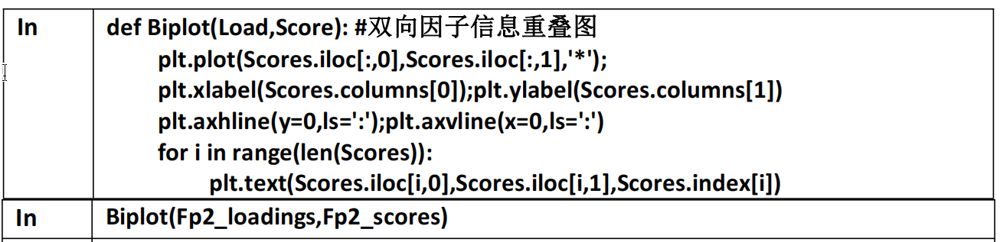 In def Biplot(Load,Score): #双向因子信息重叠图
plt.plot(Scores.iloc[:,0],Scores.iloc[:,1],'*');
plt.xlabel(Scores.columns[0]);plt.ylabel(Scores.columns[1])
plt.axhline(y=0,ls=':');plt.axvline(x=0,ls=':')
for i in range(len(Scores)):
plt.text(Scores.iloc[i,0],Scores.iloc[i,1],Scores.index[i])
In Biplot(Fp2_loadings,Fp2_scores)